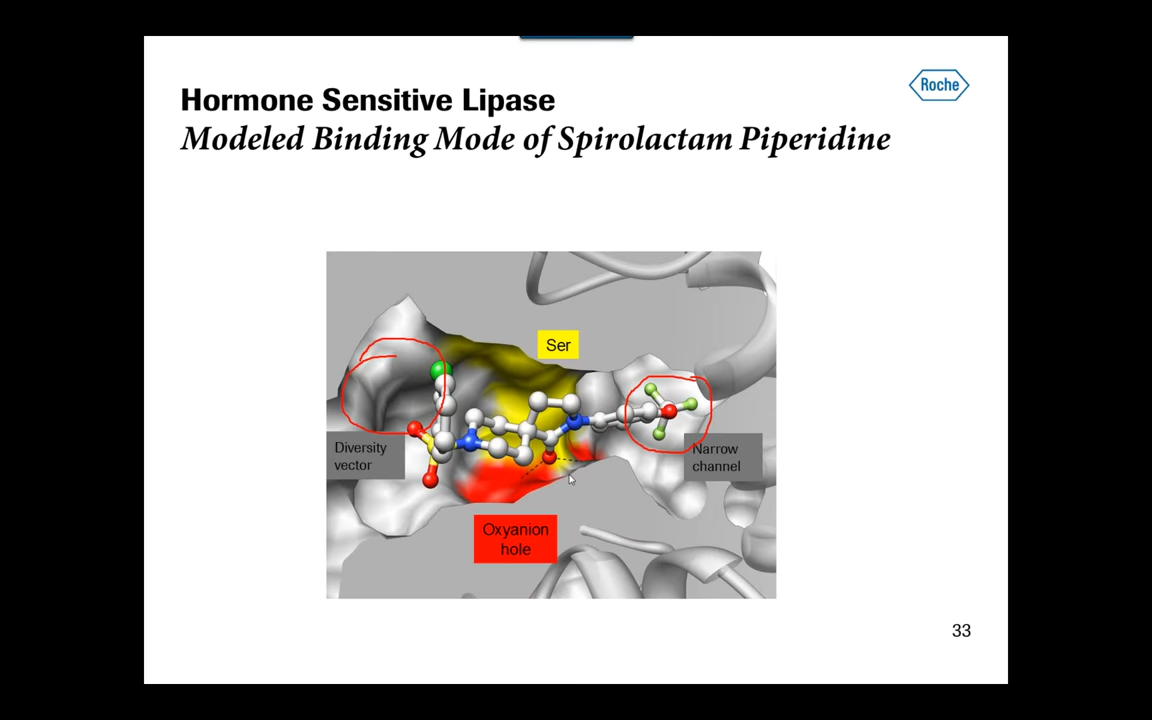 Roche
Hormone Sensitive Lipase
Modeled Binding Mode of Spirolactam Piperidine
Ser
Diversity
vector
Narrow
channel
Oxyanion
hole
33